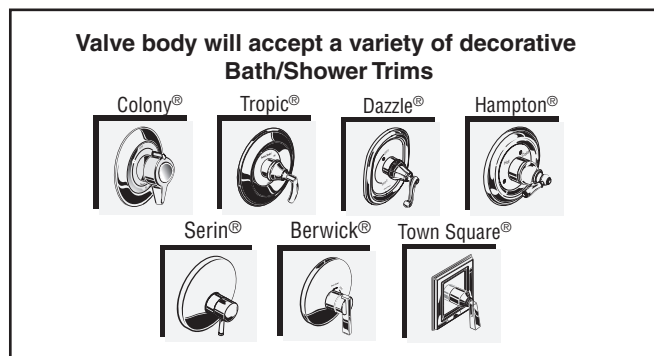 Valve body will accept a variety of decorative
Bath/Shower Trims
Colony® Tropic® Dazzle® Hampton®
Serin® Berwick® Town Square®